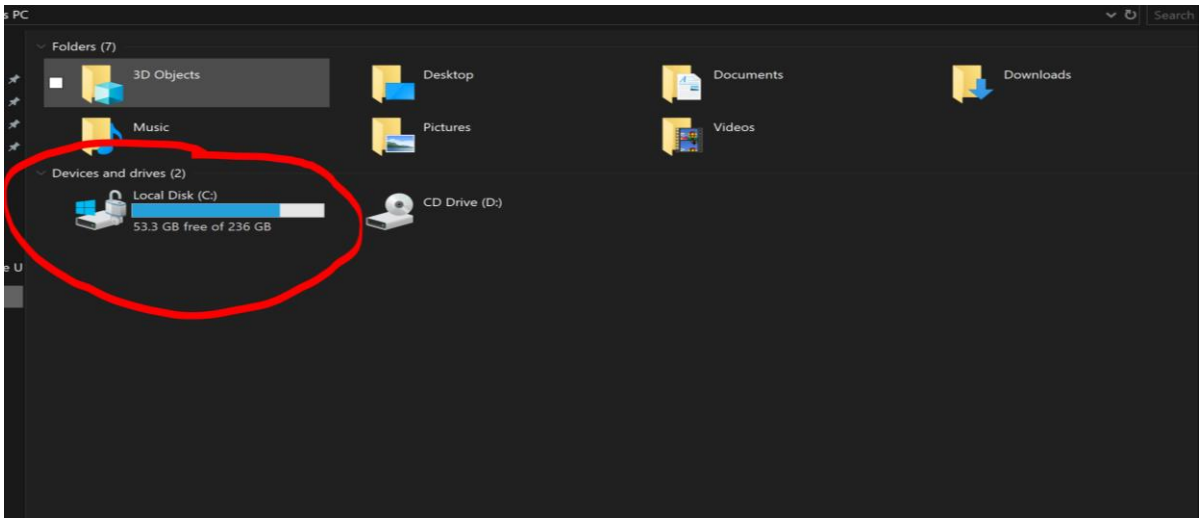 s PC
Search
Folders (7)
3D Objects
Desktop
Documents
Downloads
Music
Pictures
Videos
Devices and drives (2)
Local Disk (C:)
53.3 GB free of 236 GB
CD Drive (D:)
e U